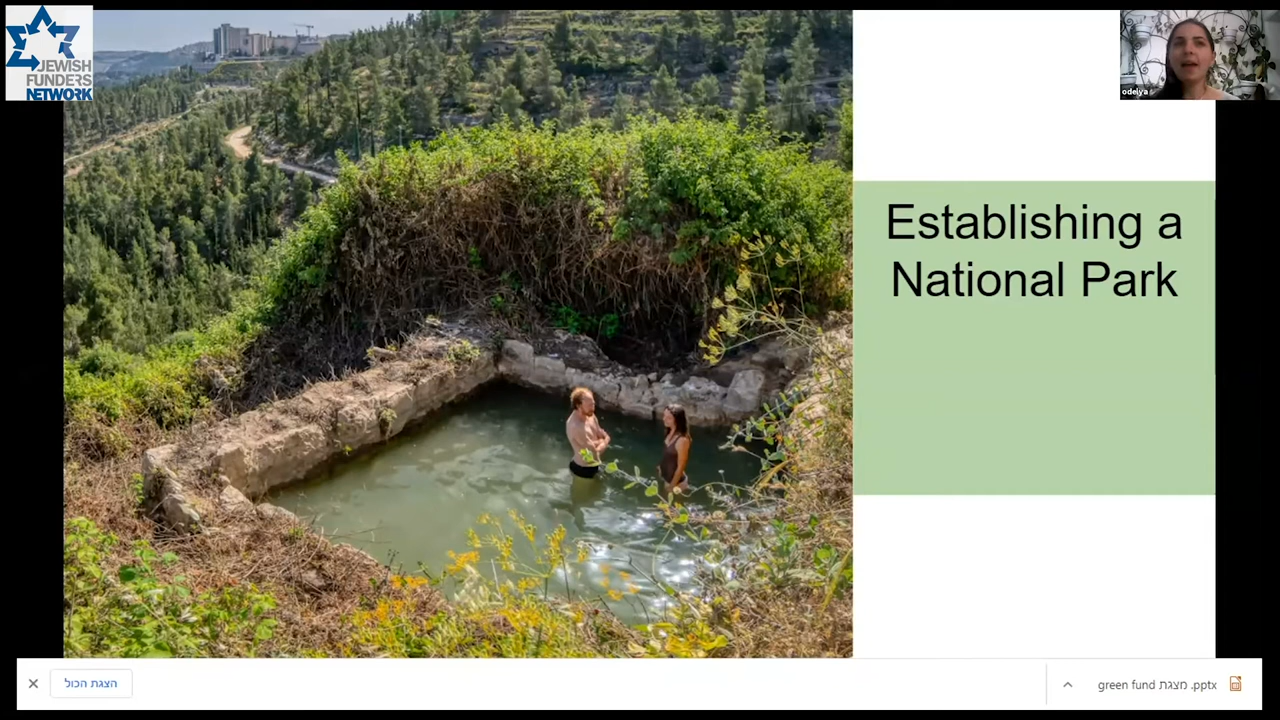 JEWISH
FUNDERS
NETWORK
odelya
Establishing a
National Park
הצגת הכול
green fund מצגת .pptx